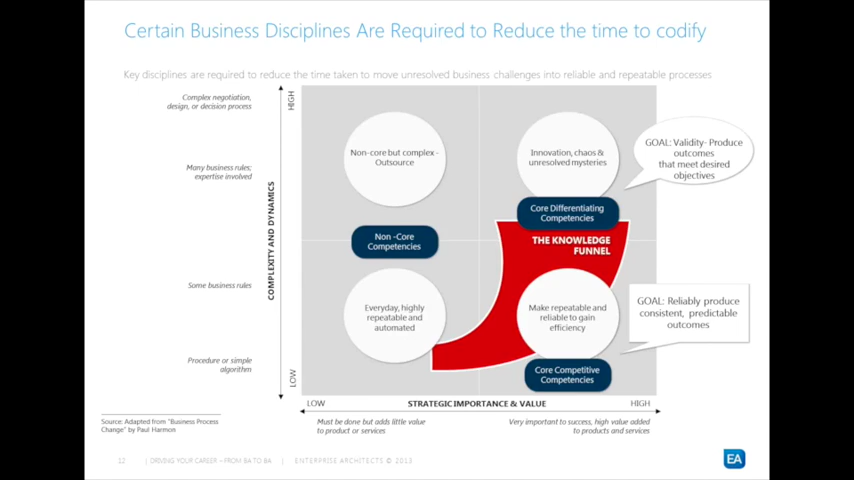 Certain Business Disciplines Are Required to Reduce the time to codify
Key disciplines are required to reduce the time taken to move unresolved business challenges into reliable and repeatable processes
Complex negotiation,
design, or decision process
HIGH
Non-core but complex -
Outsource
Innovation, chaos &
unresolved mysteries
GOAL: Validity- Produce
outcomes
that meet desired
objectives
Many business rules;
expertise involved
COMPLEXITY AND DYNAMICS
Core Differentiating
Competencies
Non -Core
Competencies
THE KNOWLEDGE
FUNNEL
Some business rules
Everyday, highly
repeatable and
automated
Make repeatable and
reliable to gain
efficiency
GOAL: Reliably produce
consistent, predictable
outcomes
Procedure or simple
algorithm
LOW
Core Competitive
Competencies
LOW
STRATEGIC IMPORTANCE & VALUE
HIGH
Must be done but adds little value
to product or services
Very important to success, high value added
to products and services
Source: Adapted from "Business Process
Change" by Paul Harmon
12 | DRIVING YOUR CAREER – FROM BA TO BA | ENTERPRISE ARCHITECTS © 2013
EA